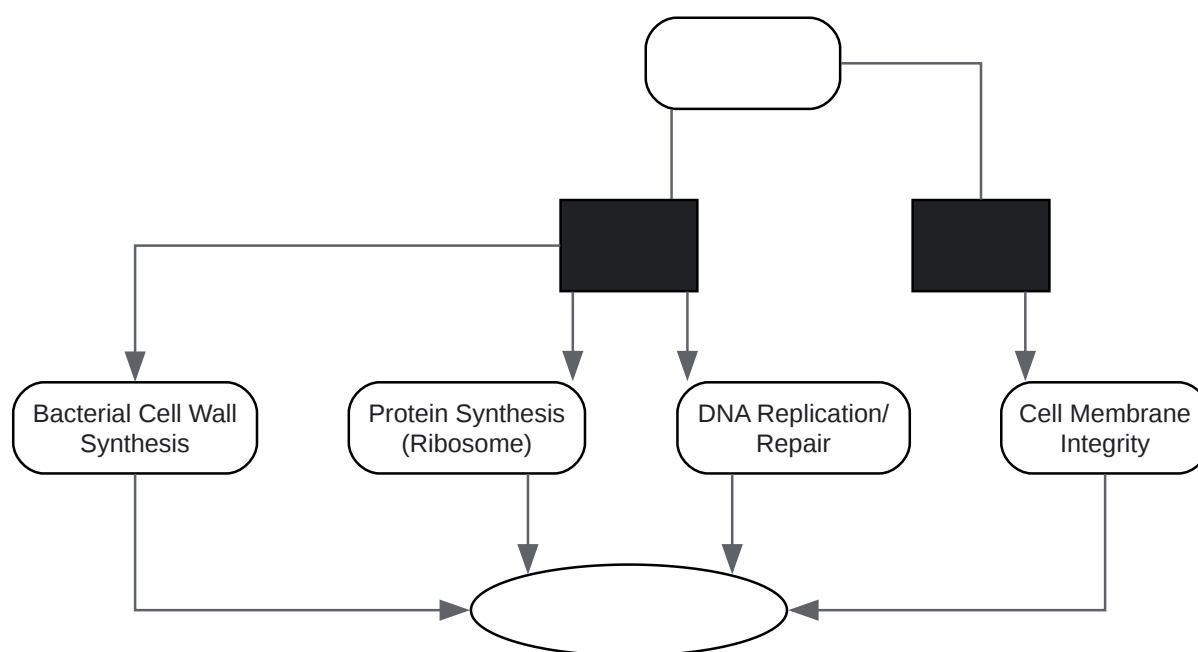 Bacterial Cell Wall
Synthesis
Protein Synthesis
(Ribosome)
DNA Replication/
Repair
Cell Membrane
Integrity